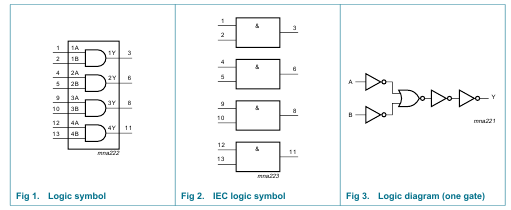 1 1A 1Y 3
2 1B
4 2A 2Y 6
5 2B
9 3A 3Y 8
10 3B
12 4A 4Y 11
13 4B
mna222
Fig 1. Logic symbol
1 & 3
2
4 & 6
5
9 & 8
10
12 & 11
13
mna223
Fig 2. IEC logic symbol
A Y
B
mna221
Fig 3. Logic diagram (one gate)